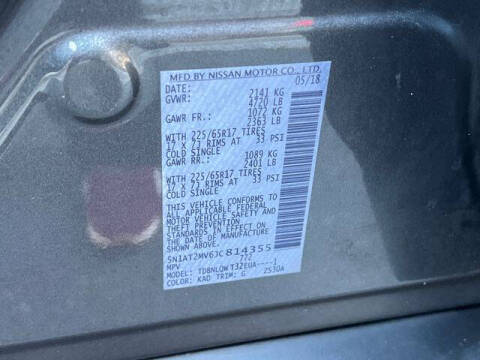 MFD BY NISSAN MOTOR CO., LTD.
DATE: 05/18
GVWR: 2141 KG
4720 LB
GAWR FR.: 1072 KG
2363 LB
WITH 225/65R17 TIRES
17 X 7J RIMS AT 33 PSI
COLD SINGLE
GAWR RR.: 1089 KG
2401 LB
WITH 225/65R17 TIRES
17 X 7J RIMS AT 33 PSI
COLD SINGLE
THIS VEHICLE CONFORMS TO
ALL APPLICABLE FEDERAL
MOTOR VEHICLE SAFETY AND
THEFT PREVENTION
STANDARDS IN EFFECT ON
THE DATE OF MANUFACTURE
SHOWN ABOVE.
5N1AT2MV6JC814355
MPV 772
MODEL: TDBNLQWT32EUA----1
COLOR: KAD TRIM: G 2530A